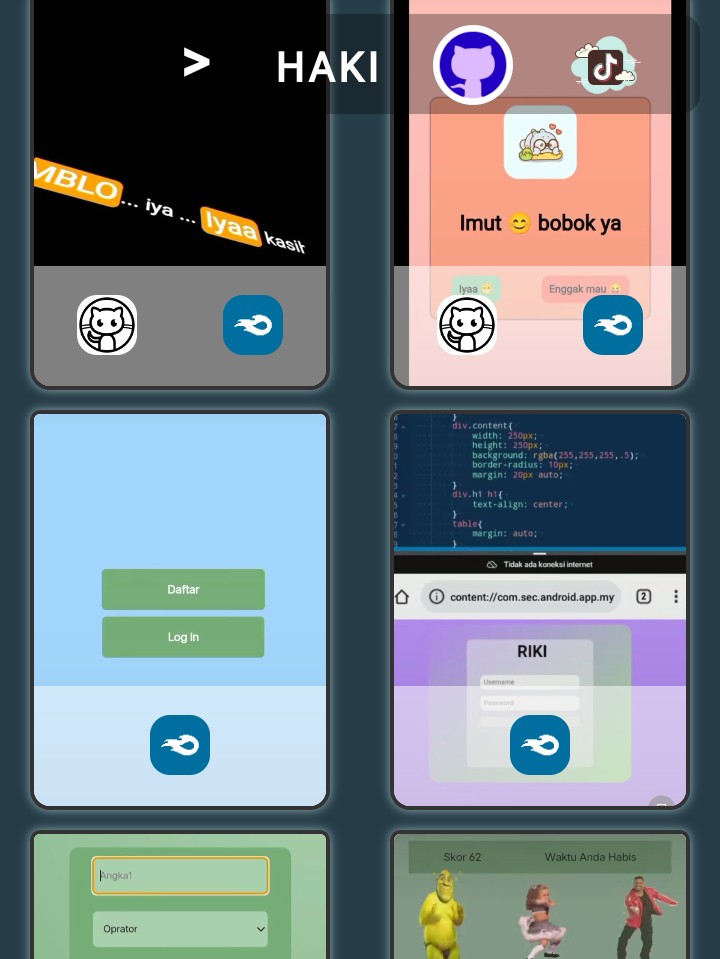 > HAKI
MBLO... iya ... Iyaa kasih
Imut 😊 bobok ya
Iyaa
Enggak mau
Daftar
Log in
}
div.content{
width: 250px;
height: 250px;
background: rgba(255,255,255,.5);
border-radius: 10px;
margin: 20px auto;
}
div.h1 h1{
text-align: center;
}
table{
margin: auto;
}
Tidak ada koneksi internet
content://com.sec.android.app.my
2
RIKI
Username
Password
Angka1
Oprator
Skor 62
Waktu Anda Habis